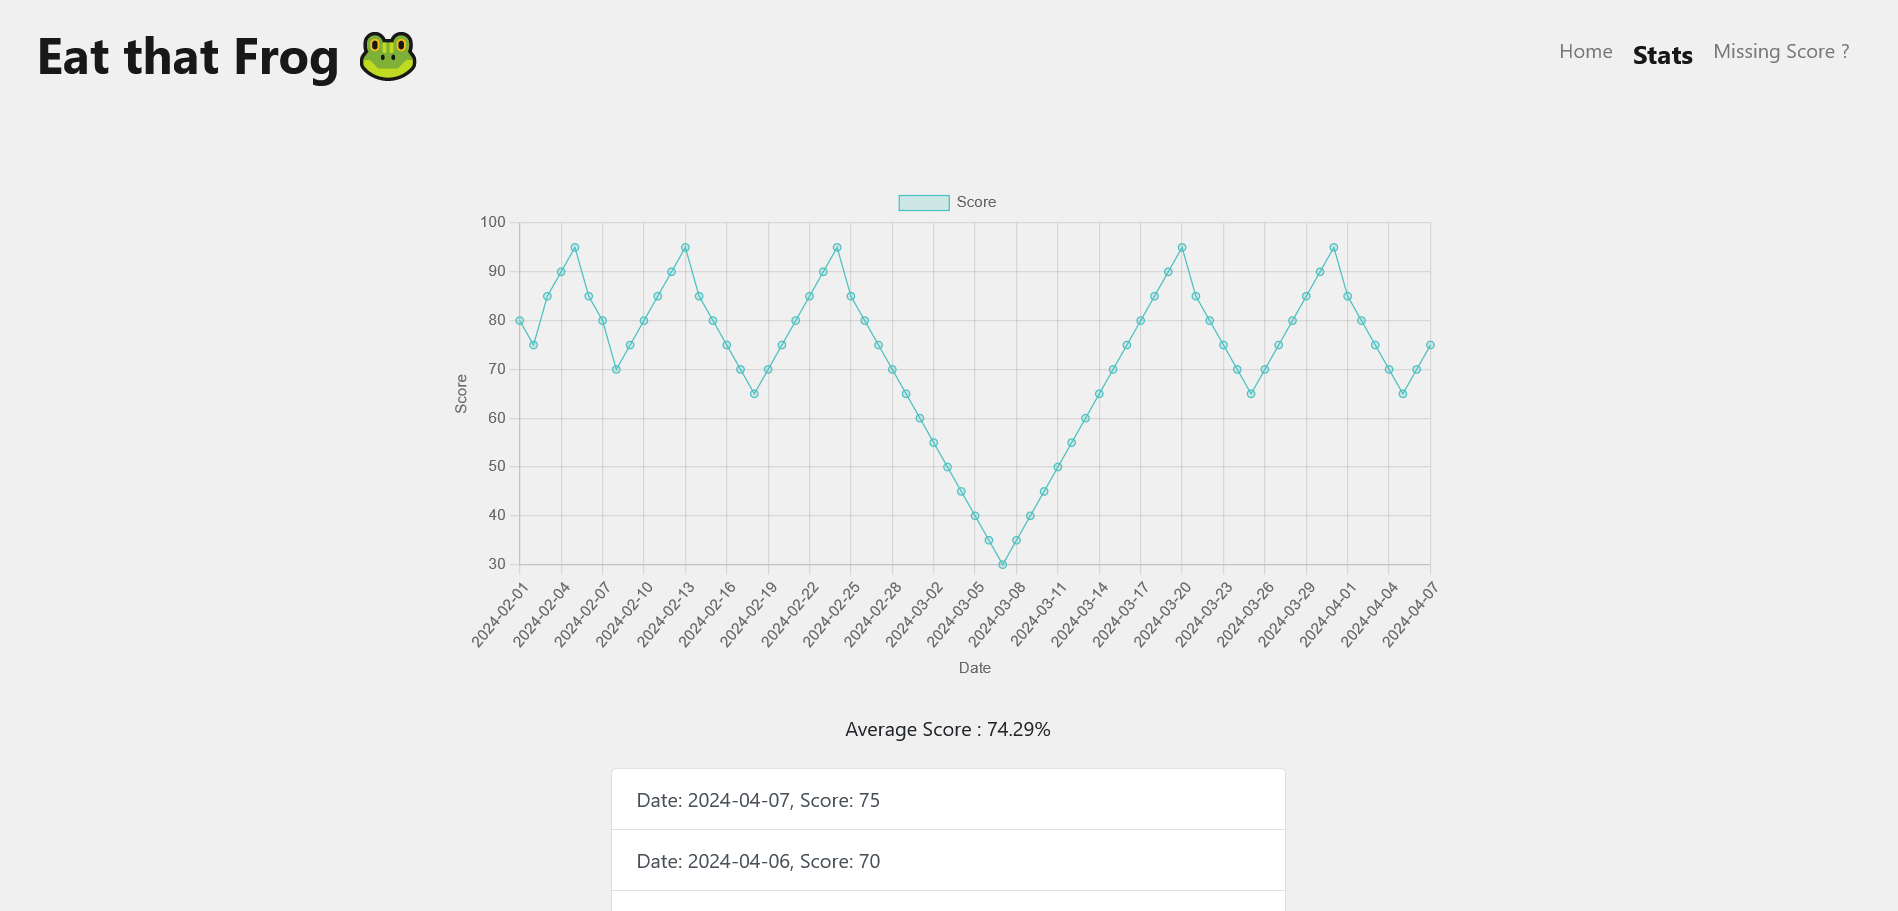 Eat that Frog 🐸
Home Stats Missing Score ?
Score
100
90
80
70
60
50
40
30
Score
2024-02-01 2024-02-04 2024-02-07 2024-02-10 2024-02-13 2024-02-16 2024-02-19 2024-02-22 2024-02-25 2024-02-28 2024-03-02 2024-03-05 2024-03-08 2024-03-11 2024-03-14 2024-03-17 2024-03-20 2024-03-23 2024-03-26 2024-03-29 2024-04-01 2024-04-04 2024-04-07
Date
Average Score : 74.29%
Date: 2024-04-07, Score: 75
Date: 2024-04-06, Score: 70